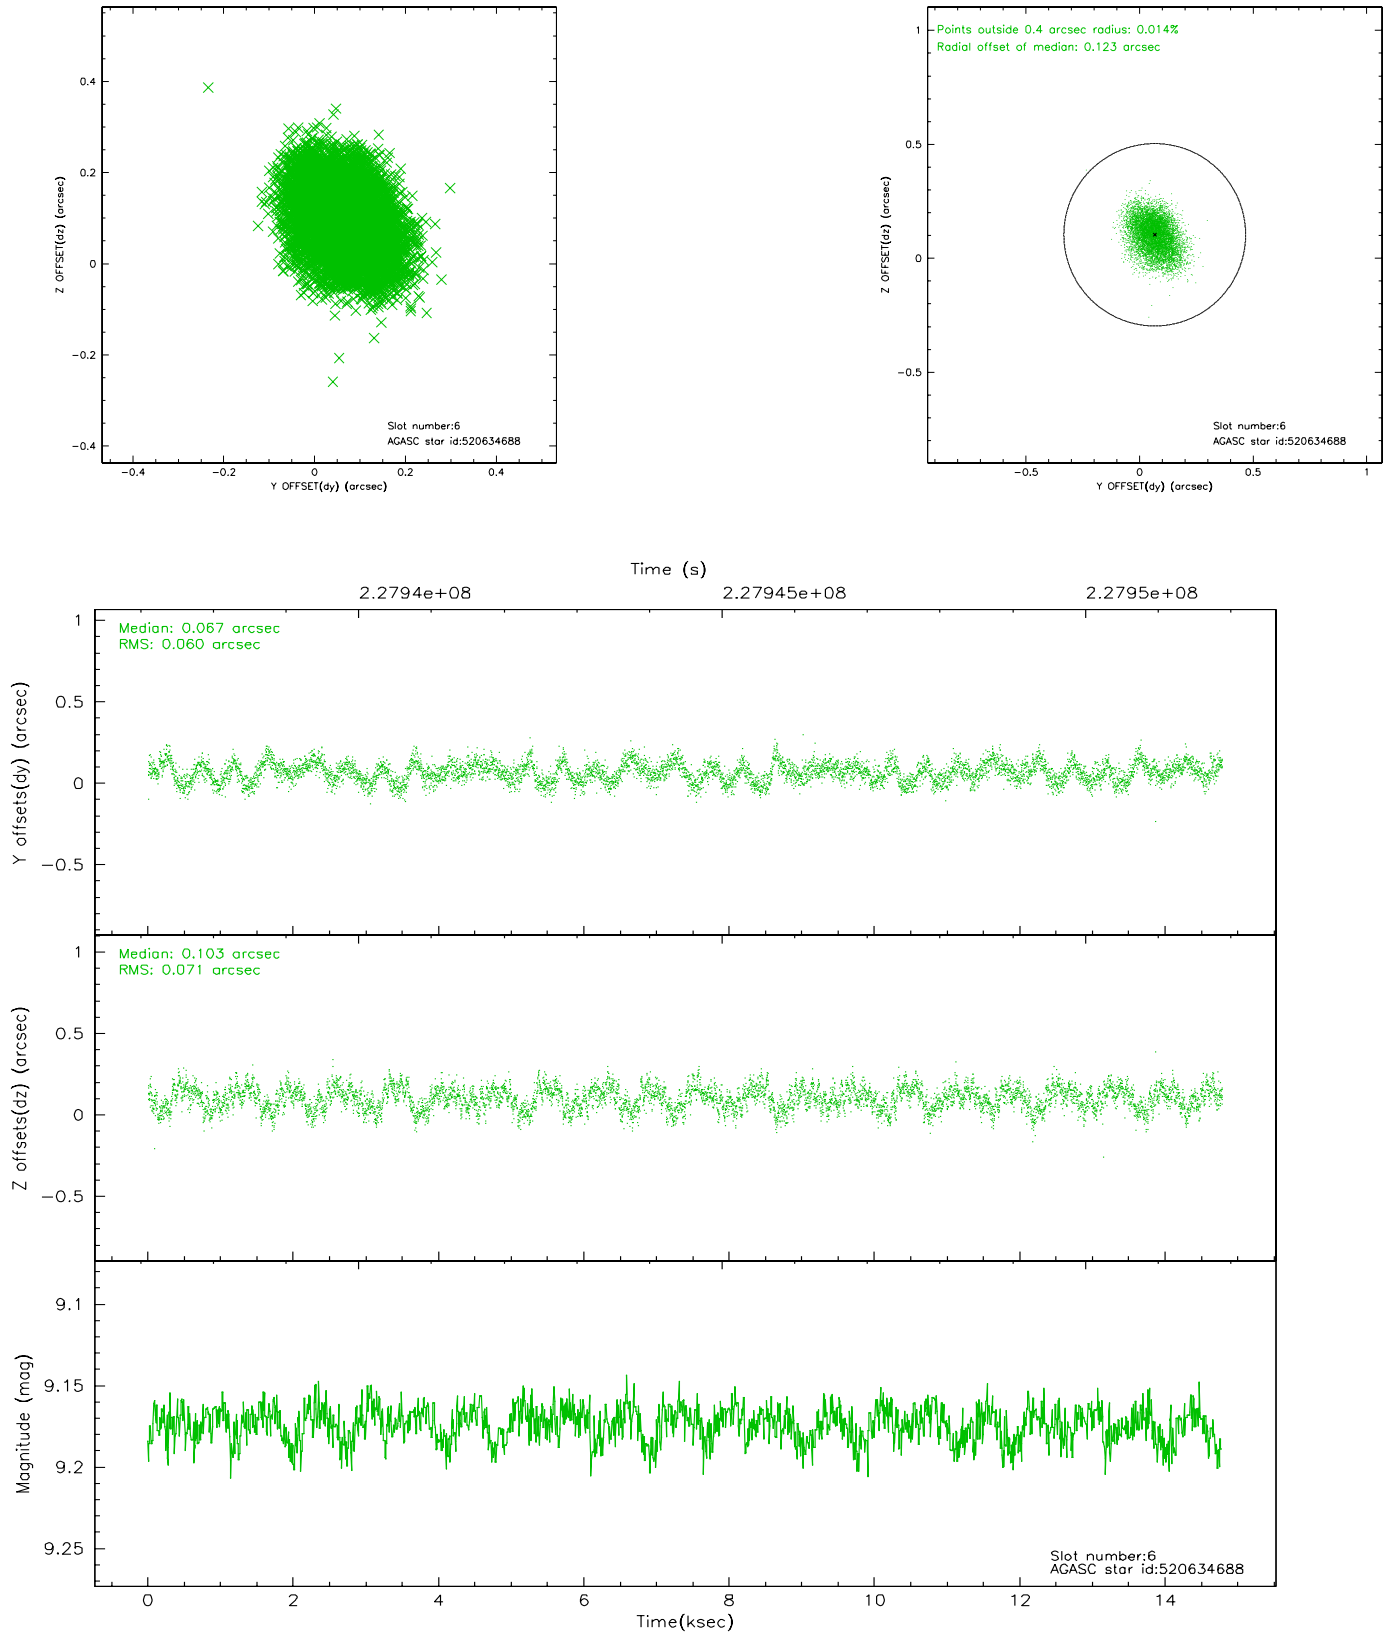 0.4
0.2
0
-0.2
-0.4
Z OFFSET(dz) (arcsec)
Slot number:6
AGASC star id:520634688
-0.4 -0.2 0 0.2 0.4
Y OFFSET(dy) (arcsec)
Points outside 0.4 arcsec radius: 0.014%
Radial offset of median: 0.123 arcsec
1
0.5
0
-0.5
Z OFFSET(dz) (arcsec)
Slot number:6
AGASC star id:520634688
-0.5 0 0.5 1
Y OFFSET(dy) (arcsec)
Time (s)
2.2794e+08 2.27945e+08 2.2795e+08
Median: 0.067 arcsec
RMS: 0.060 arcsec
1
0.5
0
-0.5
Y offsets(dy) (arcsec)
Median: 0.103 arcsec
RMS: 0.071 arcsec
1
0.5
0
-0.5
Z offsets(dz) (arcsec)
9.1
9.15
9.2
9.25
Magnitude (mag)
Slot number:6
AGASC star id:520634688
0 2 4 6 8 10 12 14
Time(ksec)